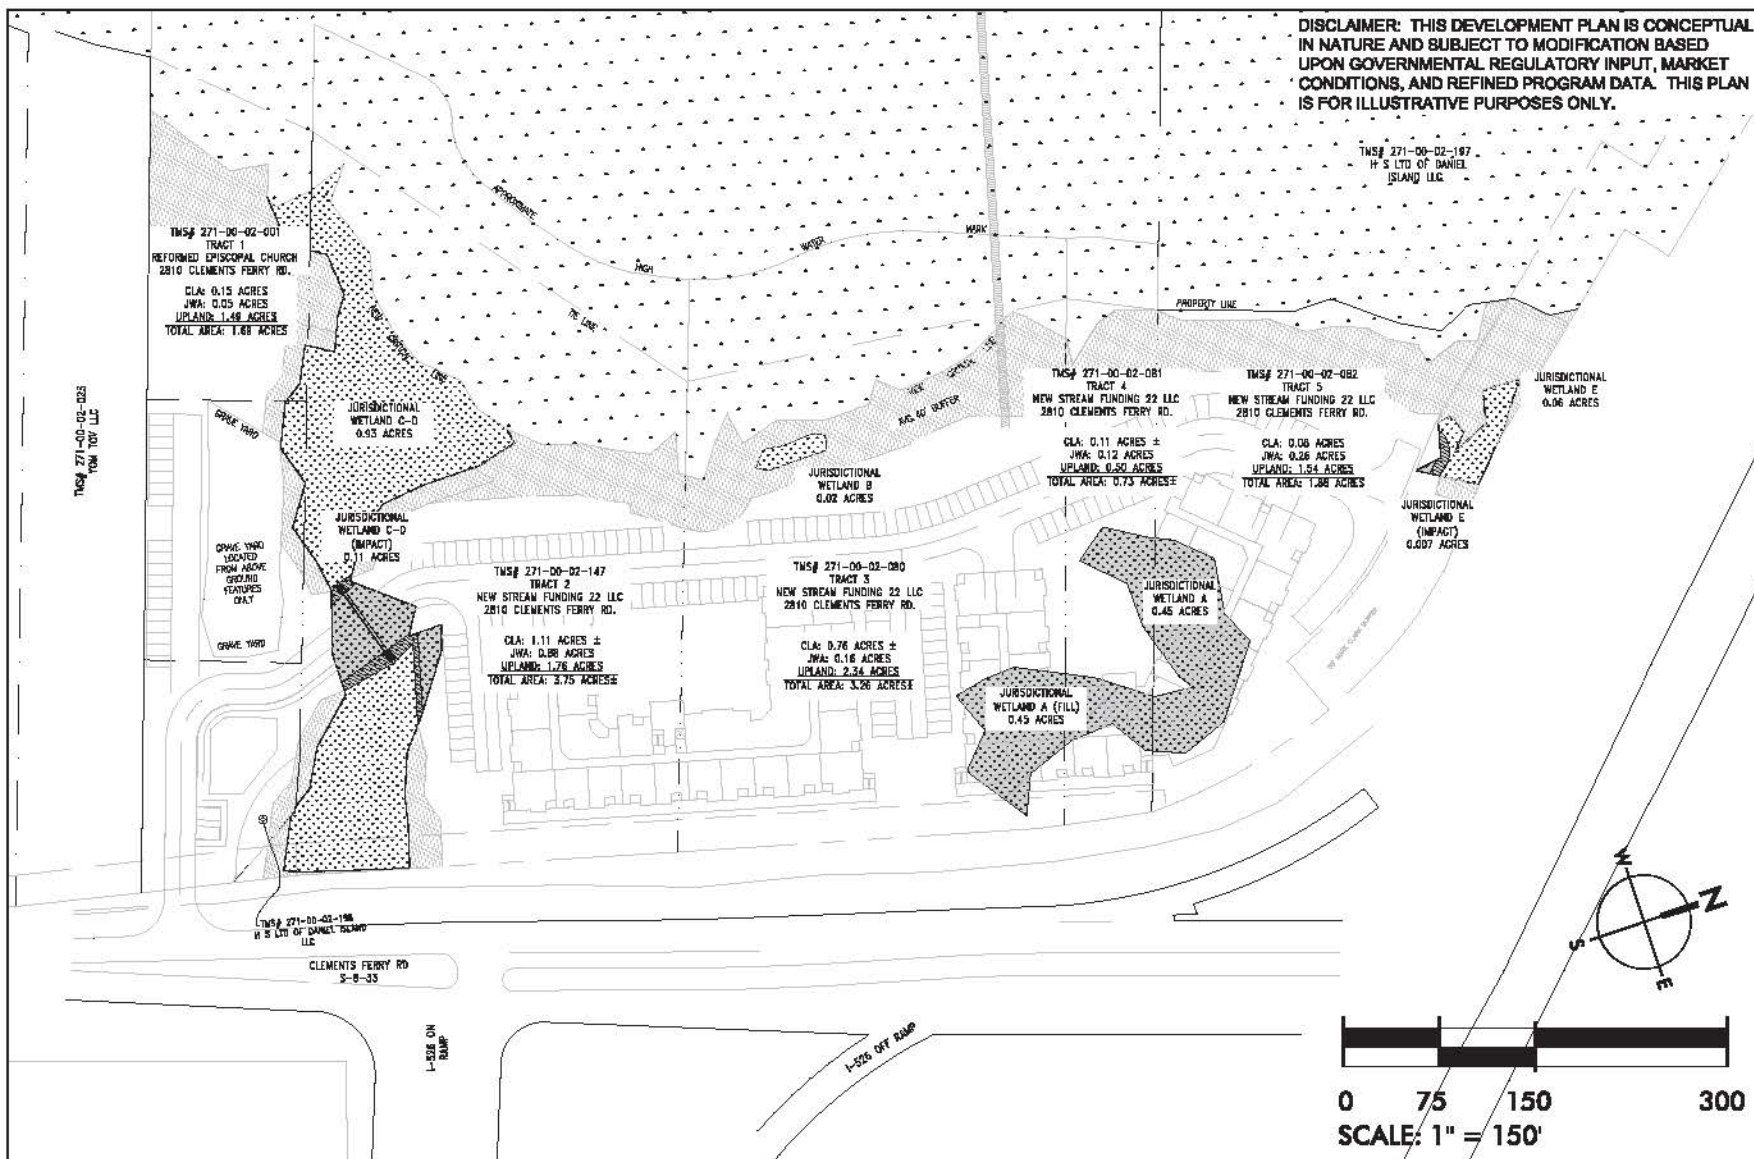 DISCLAIMER: THIS DEVELOPMENT PLAN IS CONCEPTUAL
IN NATURE AND SUBJECT TO MODIFICATION BASED
UPON GOVERNMENTAL REGULATORY INPUT, MARKET
CONDITIONS, AND REFINED PROGRAM DATA. THIS PLAN
IS FOR ILLUSTRATIVE PURPOSES ONLY.
TMS# 271-00-02-197
H S LTD OF DANIEL
ISLAND LLC
APPROXIMATE
HIGH
WATER
MARK
TIE LINE
PROPERTY LINE
TMS# 271-00-02-001
TRACT 1
REFORMED EPISCOPAL CHURCH
2810 CLEMENTS FERRY RD.
CLA: 0.15 ACRES
JWA: 0.05 ACRES
UPLAND: 1.49 ACRES
TOTAL AREA: 1.68 ACRES
TMS# 271-00-02-025
YOM TOV LLC
GRAVE YARD
JURISDICTIONAL
WETLAND C-D
0.93 ACRES
JURISDICTIONAL
WETLAND C-D
(IMPACT)
0.11 ACRES
GRAVE YARD
LOCATED
FROM ABOVE
GROUND
FEATURES
ONLY
GRAVE YARD
CRITICAL LINE
AVG 40' BUFFER
JURISDICTIONAL
WETLAND B
0.02 ACRES
TMS# 271-00-02-081
TRACT 4
NEW STREAM FUNDING 22 LLC
2810 CLEMENTS FERRY RD.
CLA: 0.11 ACRES ±
JWA: 0.12 ACRES
UPLAND: 0.50 ACRES
TOTAL AREA: 0.73 ACRES±
TMS# 271-00-02-082
TRACT 5
NEW STREAM FUNDING 22 LLC
2810 CLEMENTS FERRY RD.
CLA: 0.08 ACRES
JWA: 0.26 ACRES
UPLAND: 1.54 ACRES
TOTAL AREA: 1.88 ACRES
JURISDICTIONAL
WETLAND E
0.06 ACRES
JURISDICTIONAL
WETLAND E
(IMPACT)
0.007 ACRES
TMS# 271-00-02-147
TRACT 2
NEW STREAM FUNDING 22 LLC
2810 CLEMENTS FERRY RD.
CLA: 1.11 ACRES ±
JWA: 0.88 ACRES
UPLAND: 1.76 ACRES
TOTAL AREA: 3.75 ACRES±
TMS# 271-00-02-080
TRACT 3
NEW STREAM FUNDING 22 LLC
2810 CLEMENTS FERRY RD.
CLA: 0.76 ACRES ±
JWA: 0.16 ACRES
UPLAND: 2.34 ACRES
TOTAL AREA: 3.26 ACRES±
JURISDICTIONAL
WETLAND A
0.45 ACRES
JURISDICTIONAL
WETLAND A (FILL)
0.45 ACRES
H S LTD OF DANIEL ISLAND
LLC
CLEMENTS FERRY RD
S-8-33
I-526 ON
RAMP
I-526 OFF RAMP
W
N
S
E
0 75 150 300
SCALE: 1" = 150'